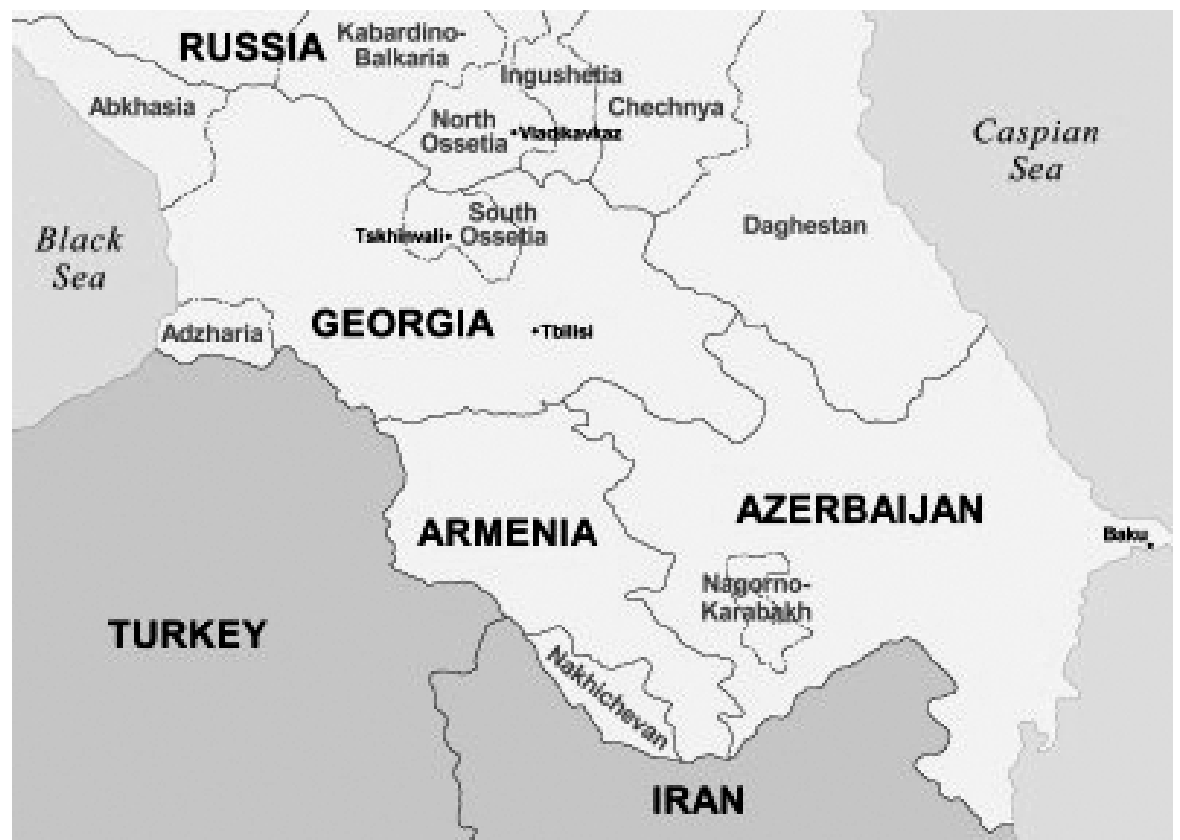 RUSSIA
Kabardino-
Balkaria
Ingushetia
Abkhasia
Chechnya
North
Ossetia
Vladikavkaz
Caspian
Sea
South
Ossetia
Tskhinvali
Daghestan
Black
Sea
Adzharia
GEORGIA
Tbilisi
ARMENIA
AZERBAIJAN
Baku
Nagorno-
Karabakh
TURKEY
Nakhichevan
IRAN